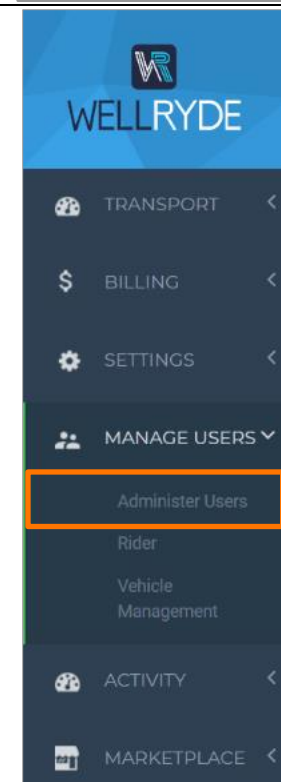 WELLRYDE
TRANSPORT
BILLING
SETTINGS
MANAGE USERS
Administer Users
Rider
Vehicle
Management
ACTIVITY
MARKETPLACE